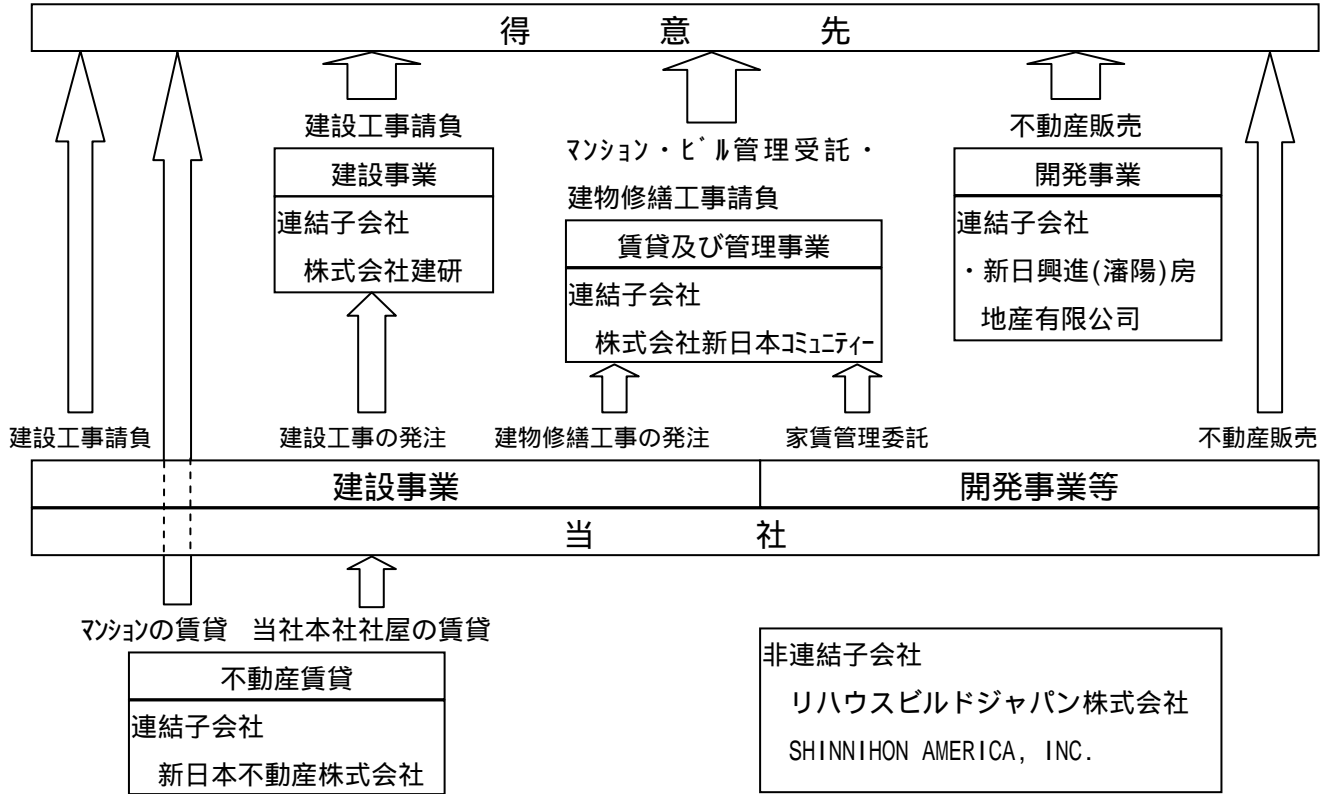 得意先
建設工事請負
建設事業
連結子会社
株式会社建研
マンション・ビル管理受託・
建物修繕工事請負
賃貸及び管理事業
連結子会社
株式会社新日本コミュニティー
不動産販売
開発事業
連結子会社
・新日興進(瀋陽)房
地産有限公司
建設工事請負
建設工事の発注
建物修繕工事の発注
家賃管理委託
不動産販売
建設事業
開発事業等
当社
マンションの賃貸
当社本社社屋の賃貸
不動産賃貸
連結子会社
新日本不動産株式会社
非連結子会社
リハウスビルドジャパン株式会社
SHINNIHON AMERICA, INC.